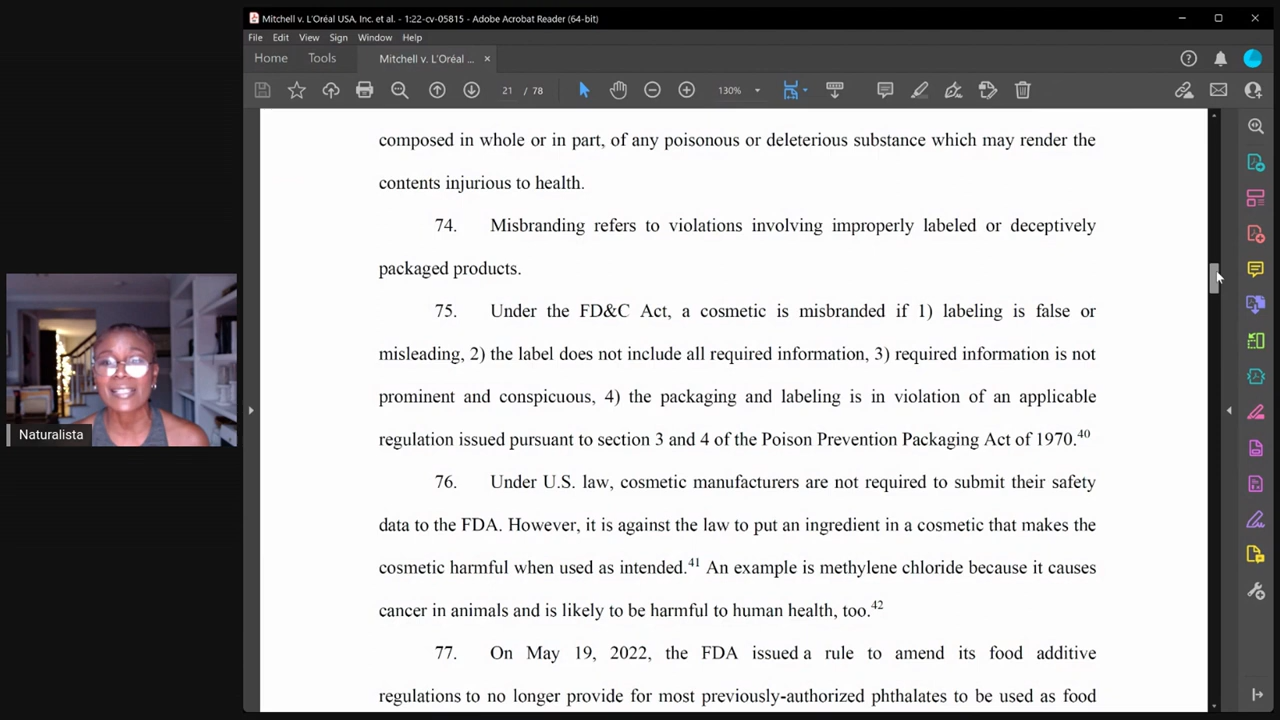 Mitchell v. L'Oréal USA, Inc. et al. - 1:22-cv-05815 - Adobe Acrobat Reader (64-bit)
File Edit View Sign Window Help
Home Tools Mitchell v. L'Oréal ... ×
21 / 78 130%
composed in whole or in part, of any poisonous or deleterious substance which may render the
contents injurious to health.
74. Misbranding refers to violations involving improperly labeled or deceptively
packaged products.
75. Under the FD&C Act, a cosmetic is misbranded if 1) labeling is false or
misleading, 2) the label does not include all required information, 3) required information is not
prominent and conspicuous, 4) the packaging and labeling is in violation of an applicable
regulation issued pursuant to section 3 and 4 of the Poison Prevention Packaging Act of 1970.40
76. Under U.S. law, cosmetic manufacturers are not required to submit their safety
data to the FDA. However, it is against the law to put an ingredient in a cosmetic that makes the
cosmetic harmful when used as intended.41 An example is methylene chloride because it causes
cancer in animals and is likely to be harmful to human health, too.42
77. On May 19, 2022, the FDA issued a rule to amend its food additive
regulations to no longer provide for most previously-authorized phthalates to be used as food
Naturalista